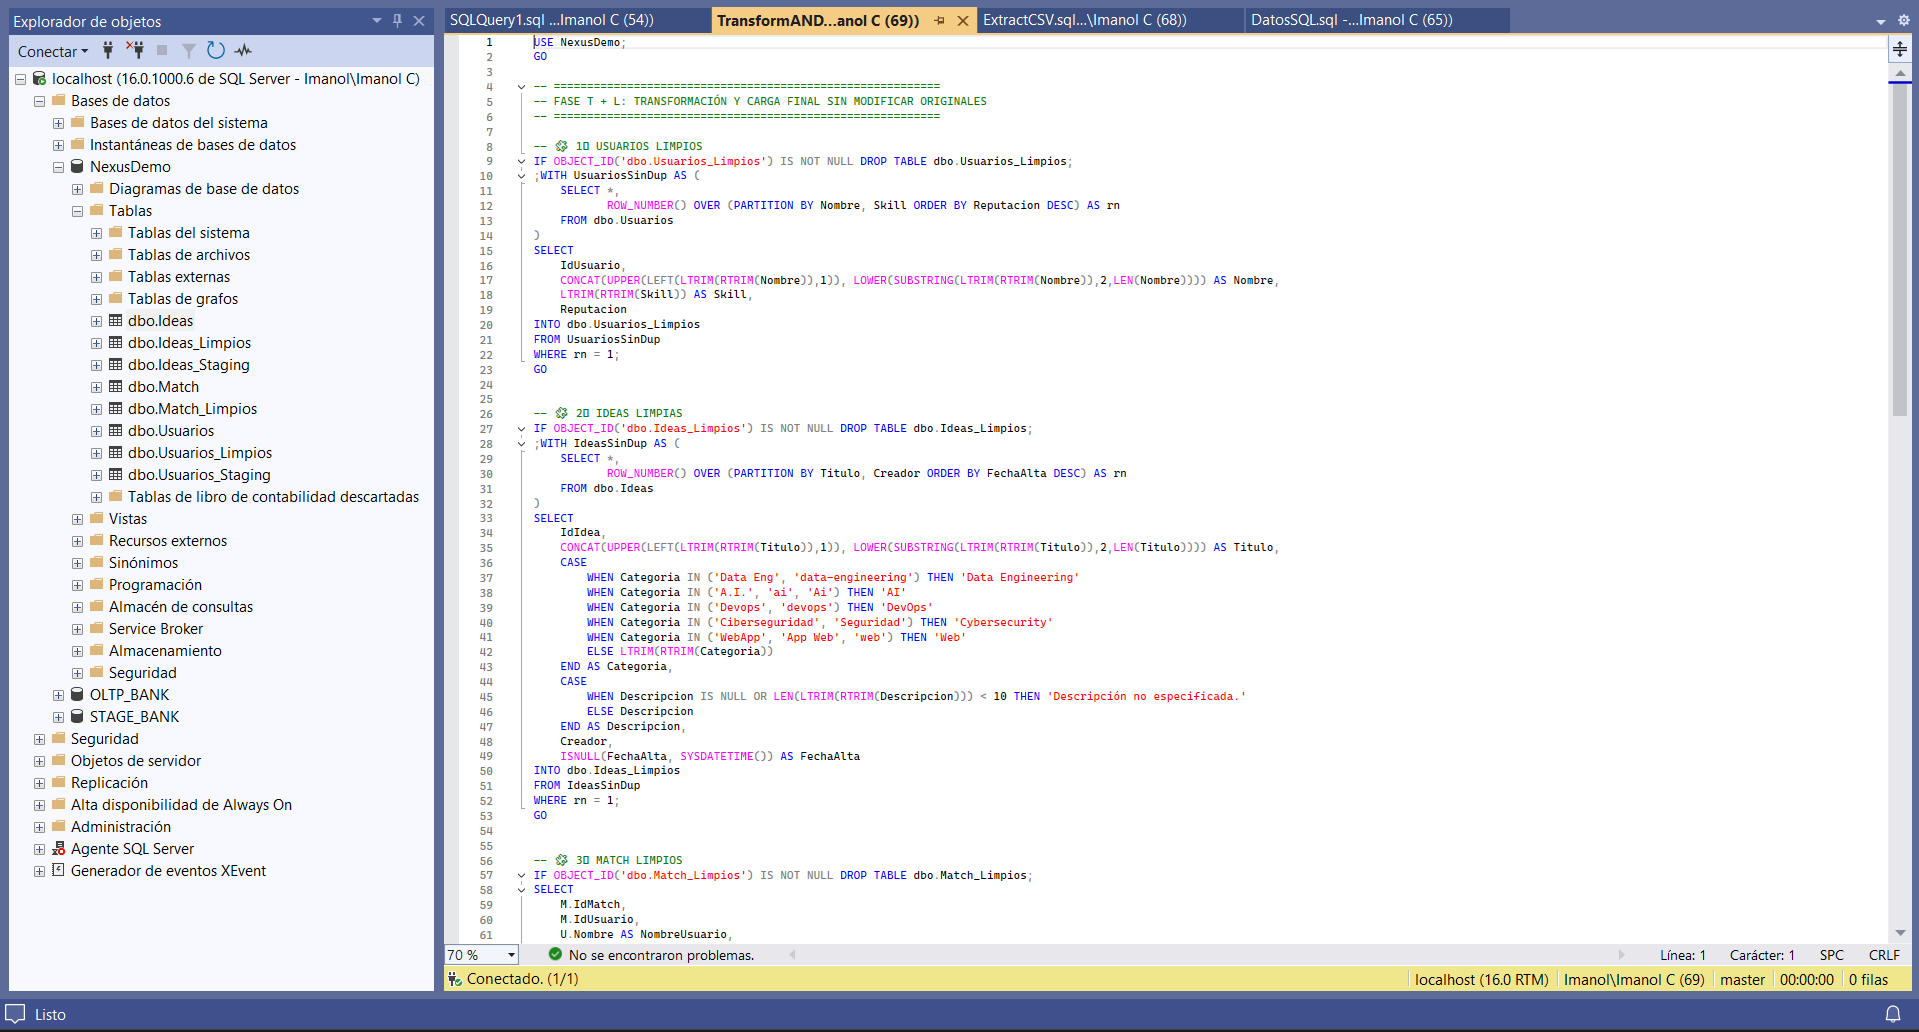 Explorador de objetos
Conectar
localhost (16.0.1000.6 de SQL Server - Imanol\Imanol C)
Bases de datos
Bases de datos del sistema
Instantáneas de bases de datos
NexusDemo
Diagramas de base de datos
Tablas
Tablas del sistema
Tablas de archivos
Tablas externas
Tablas de grafos
dbo.Ideas
dbo.Ideas_Limpios
dbo.Ideas_Staging
dbo.Match
dbo.Match_Limpios
dbo.Usuarios
dbo.Usuarios_Limpios
dbo.Usuarios_Staging
Tablas de libro de contabilidad descartadas
Vistas
Recursos externos
Sinónimos
Programación
Almacén de consultas
Service Broker
Almacenamiento
Seguridad
OLTP_BANK
STAGE_BANK
Seguridad
Objetos de servidor
Replicación
Alta disponibilidad de Always On
Administración
Agente SQL Server
Generador de eventos XEvent
SQLQuery1.sql ...Imanol C (54)) TransformAND...anol C (69)) ExtractCSV.sql...\Imanol C (68)) DatosSQL.sql -...Imanol C (65))
1 USE NexusDemo;
2 GO
3
4 -- ==========================================================
5 -- FASE T + L: TRANSFORMACIÓN Y CARGA FINAL SIN MODIFICAR ORIGINALES
6 -- ==========================================================
7
8 -- 1 USUARIOS LIMPIOS
9 IF OBJECT_ID('dbo.Usuarios_Limpios') IS NOT NULL DROP TABLE dbo.Usuarios_Limpios;
10 ;WITH UsuariosSinDup AS (
11 SELECT *,
12 ROW_NUMBER() OVER (PARTITION BY Nombre, Skill ORDER BY Reputacion DESC) AS rn
13 FROM dbo.Usuarios
14 )
15 SELECT
16 IdUsuario,
17 CONCAT(UPPER(LEFT(LTRIM(RTRIM(Nombre)),1)), LOWER(SUBSTRING(LTRIM(RTRIM(Nombre)),2,LEN(Nombre)))) AS Nombre,
18 LTRIM(RTRIM(Skill)) AS Skill,
19 Reputacion
20 INTO dbo.Usuarios_Limpios
21 FROM UsuariosSinDup
22 WHERE rn = 1;
23 GO
24
25
26 -- 2 IDEAS LIMPIAS
27 IF OBJECT_ID('dbo.Ideas_Limpios') IS NOT NULL DROP TABLE dbo.Ideas_Limpios;
28 ;WITH IdeasSinDup AS (
29 SELECT *,
30 ROW_NUMBER() OVER (PARTITION BY Titulo, Creador ORDER BY FechaAlta DESC) AS rn
31 FROM dbo.Ideas
32 )
33 SELECT
34 IdIdea,
35 CONCAT(UPPER(LEFT(LTRIM(RTRIM(Titulo)),1)), LOWER(SUBSTRING(LTRIM(RTRIM(Titulo)),2,LEN(Titulo)))) AS Titulo,
36 CASE
37 WHEN Categoria IN ('Data Eng', 'data-engineering') THEN 'Data Engineering'
38 WHEN Categoria IN ('A.I.', 'ai', 'Ai') THEN 'AI'
39 WHEN Categoria IN ('Devops', 'devops') THEN 'DevOps'
40 WHEN Categoria IN ('Ciberseguridad', 'Seguridad') THEN 'Cybersecurity'
41 WHEN Categoria IN ('WebApp', 'App Web', 'web') THEN 'Web'
42 ELSE LTRIM(RTRIM(Categoria))
43 END AS Categoria,
44 CASE
45 WHEN Descripcion IS NULL OR LEN(LTRIM(RTRIM(Descripcion))) < 10 THEN 'Descripción no especificada.'
46 ELSE Descripcion
47 END AS Descripcion,
48 Creador,
49 ISNULL(FechaAlta, SYSDATETIME()) AS FechaAlta
50 INTO dbo.Ideas_Limpios
51 FROM IdeasSinDup
52 WHERE rn = 1;
53 GO
54
55
56 -- 3 MATCH LIMPIOS
57 IF OBJECT_ID('dbo.Match_Limpios') IS NOT NULL DROP TABLE dbo.Match_Limpios;
58 SELECT
59 M.IdMatch,
60 M.IdUsuario,
61 U.Nombre AS NombreUsuario,
70 % No se encontraron problemas. Línea: 1 Carácter: 1 SPC CRLF
Conectado. (1/1) localhost (16.0 RTM) Imanol\Imanol C (69) master 00:00:00 0 filas
Listo